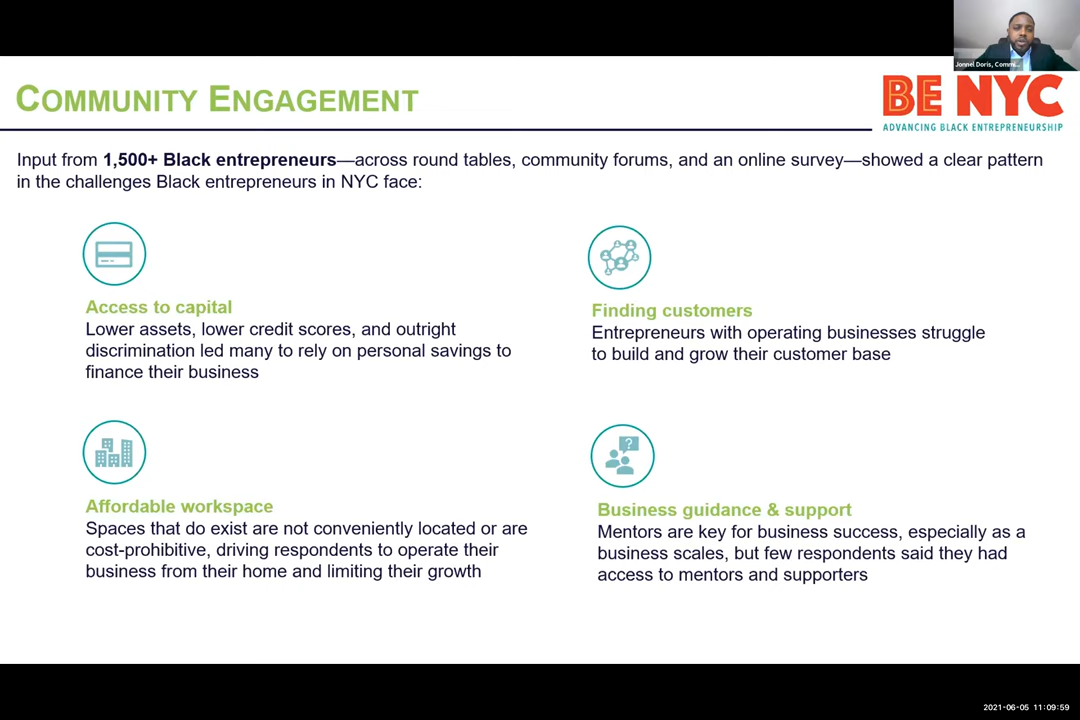 Jonnel Doris, Commi...
COMMUNITY ENGAGEMENT
BE NYC
ADVANCING BLACK ENTREPRENEURSHIP
Input from 1,500+ Black entrepreneurs—across round tables, community forums, and an online survey—showed a clear pattern
in the challenges Black entrepreneurs in NYC face:
Access to capital
Lower assets, lower credit scores, and outright
discrimination led many to rely on personal savings to
finance their business
Finding customers
Entrepreneurs with operating businesses struggle
to build and grow their customer base
?
Affordable workspace
Spaces that do exist are not conveniently located or are
cost-prohibitive, driving respondents to operate their
business from their home and limiting their growth
Business guidance & support
Mentors are key for business success, especially as a
business scales, but few respondents said they had
access to mentors and supporters
2021-06-05 11:09:59